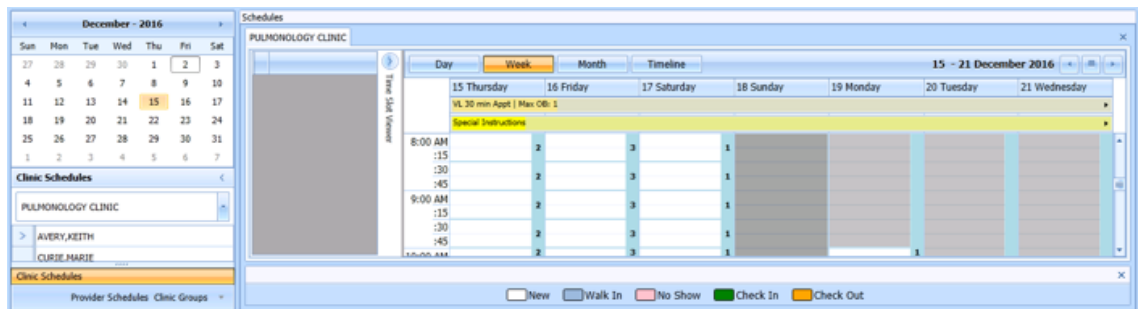 December - 2016
Sun Mon Tue Wed Thu Fri Sat
27 28 29 30 1 2 3
4 5 6 7 8 9 10
11 12 13 14 15 16 17
18 19 20 21 22 23 24
25 26 27 28 29 30 31
1 2 3 4 5 6 7
Clinic Schedules
PULMONOLOGY CLINIC
AVERY,KEITH
CURIE,MARIE
Clinic Schedules
Provider Schedules Clinic Groups
Schedules
PULMONOLOGY CLINIC
Time Slot Viewer
Day Week Month Timeline 15 - 21 December 2016
15 Thursday 16 Friday 17 Saturday 18 Sunday 19 Monday 20 Tuesday 21 Wednesday
VL 30 min Appt | Max OB: 1
Special Instructions
8:00 AM
2 3 1
:15
:30
2 3 1
:45
9:00 AM
2 3 1
:15
:30
2 3 1
:45
10:00 AM 2 3 1 1
New Walk In No Show Check In Check Out